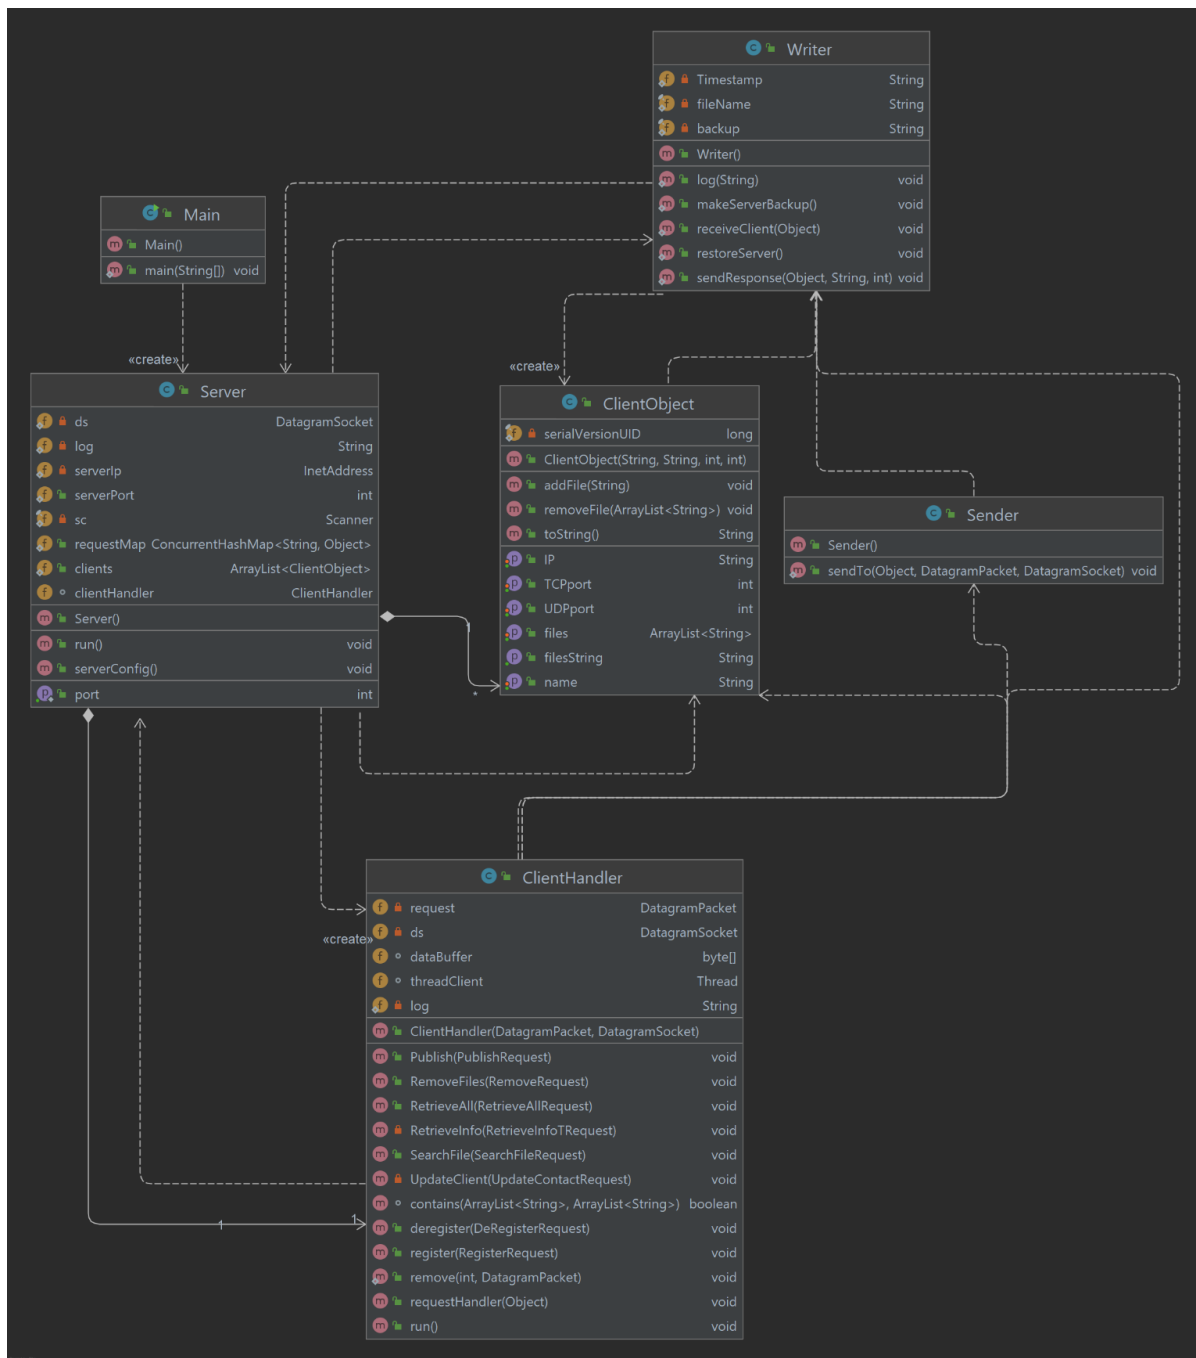 Writer
Timestamp String
fileName String
backup String
Writer()
log(String) void
makeServerBackup() void
receiveClient(Object) void
restoreServer() void
sendResponse(Object, String, int) void
Main
Main()
main(String[]) void
«create»
«create»
Server
ds DatagramSocket
log String
serverIp InetAddress
serverPort int
sc Scanner
requestMap ConcurrentHashMap<String, Object>
clients ArrayList<ClientObject>
clientHandler ClientHandler
Server()
run() void
serverConfig() void
port int
ClientObject
serialVersionUID long
ClientObject(String, String, int, int)
addFile(String) void
removeFile(ArrayList<String>) void
toString() String
IP String
TCPport int
UDPport int
files ArrayList<String>
filesString String
name String
1
*
Sender
Sender()
sendTo(Object, DatagramPacket, DatagramSocket) void
«create»
ClientHandler
request DatagramPacket
ds DatagramSocket
dataBuffer byte[]
threadClient Thread
log String
ClientHandler(DatagramPacket, DatagramSocket)
Publish(PublishRequest) void
RemoveFiles(RemoveRequest) void
RetrieveAll(RetrieveAllRequest) void
RetrieveInfo(RetrieveInfoTRequest) void
SearchFile(SearchFileRequest) void
UpdateClient(UpdateContactRequest) void
contains(ArrayList<String>, ArrayList<String>) boolean
deregister(DeRegisterRequest) void
register(RegisterRequest) void
remove(int, DatagramPacket) void
requestHandler(Object) void
run() void
1
1